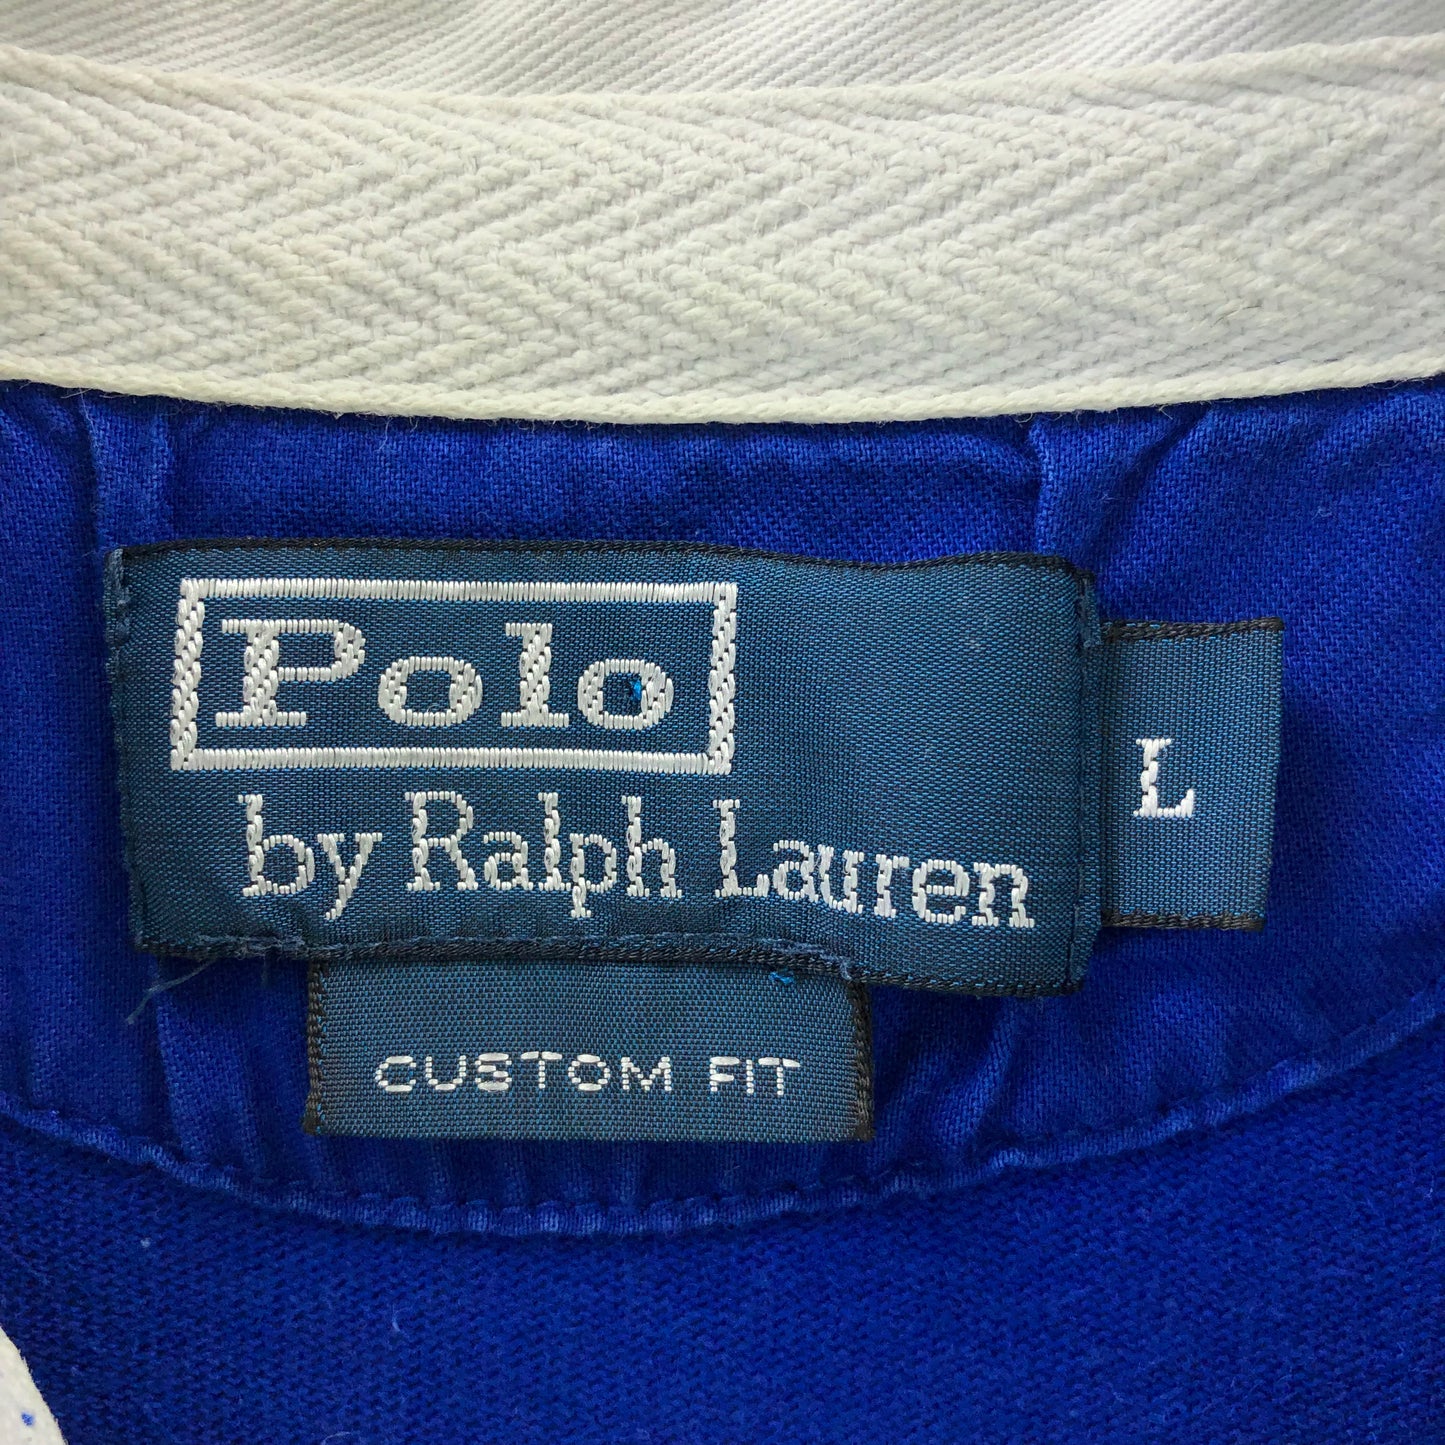 Polo
by Ralph Lauren
L
CUSTOM FIT